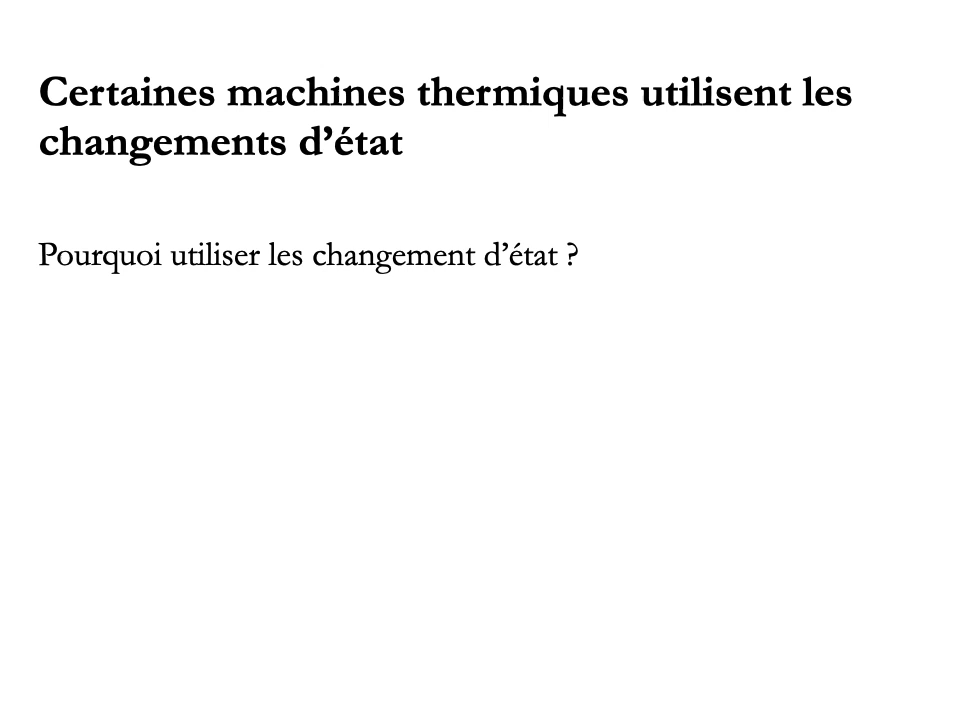 Certaines machines thermiques utilisent les
changements d’état
Pourquoi utiliser les changement d’état ?